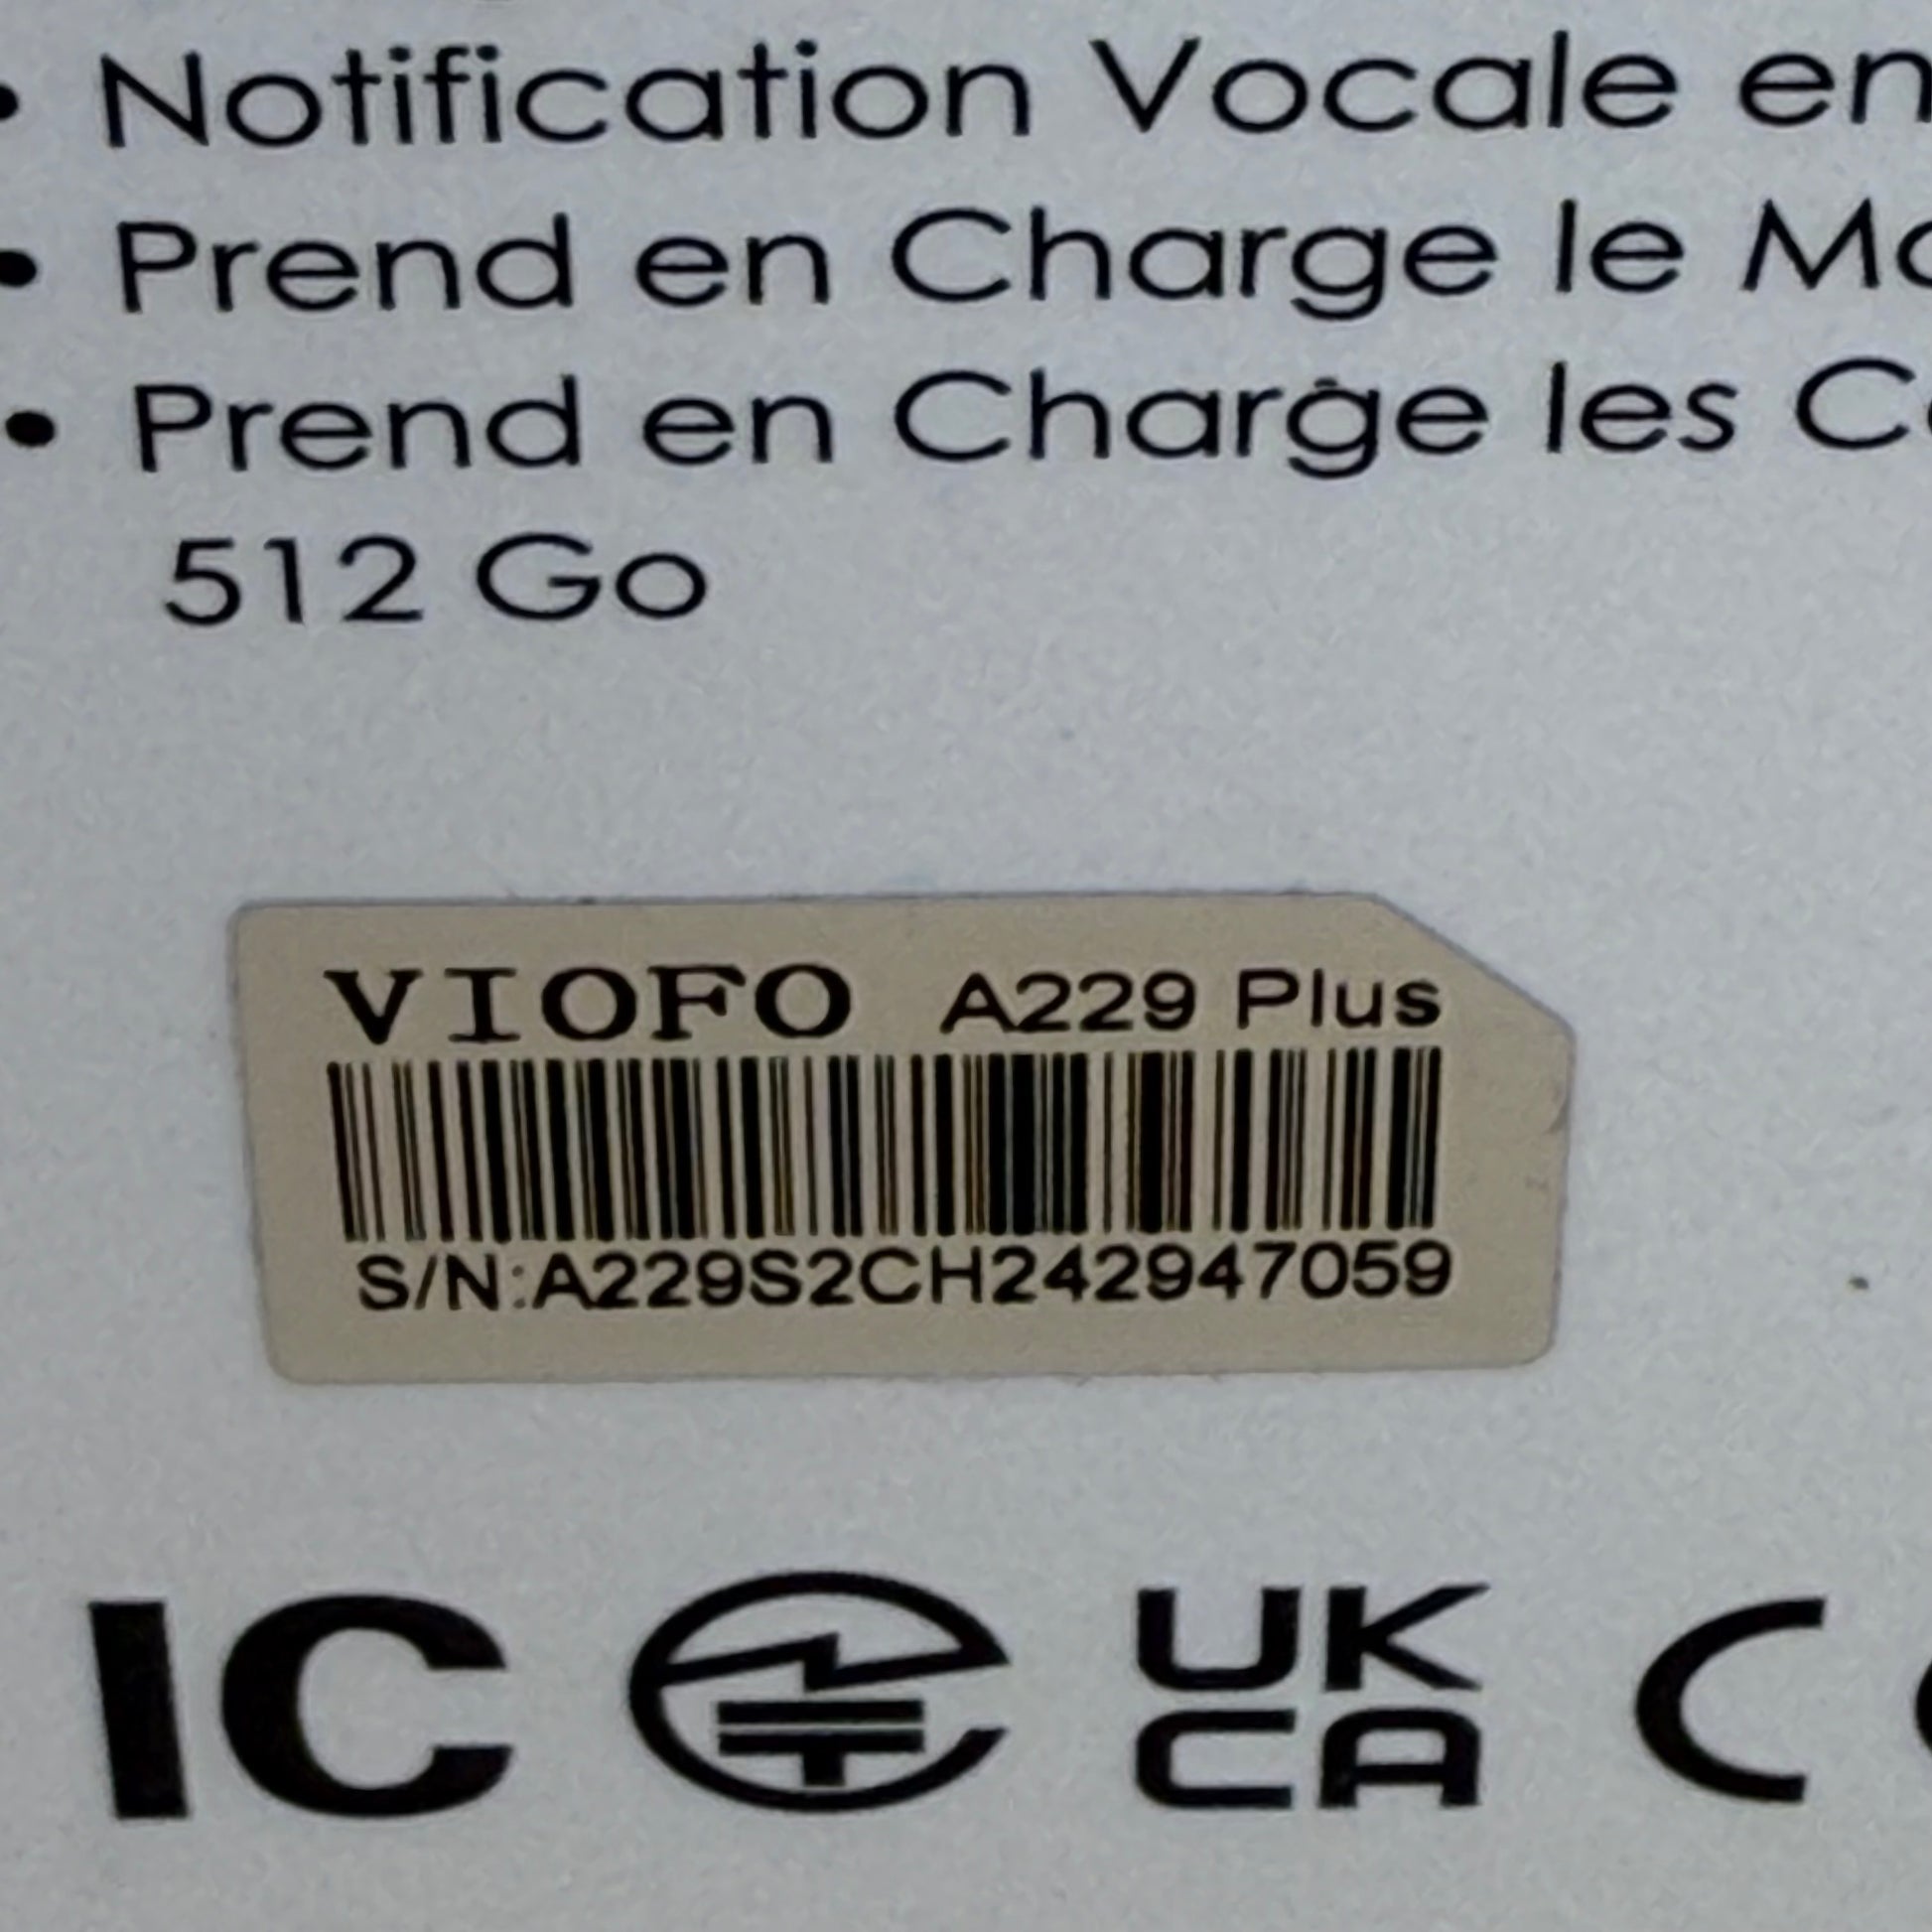 • Notification Vocale en
• Prend en Charge le
• Prend en Charge les
512 Go
VIOFO A229 Plus
S/N:A229S2CH242947059
IC UK
CA CE